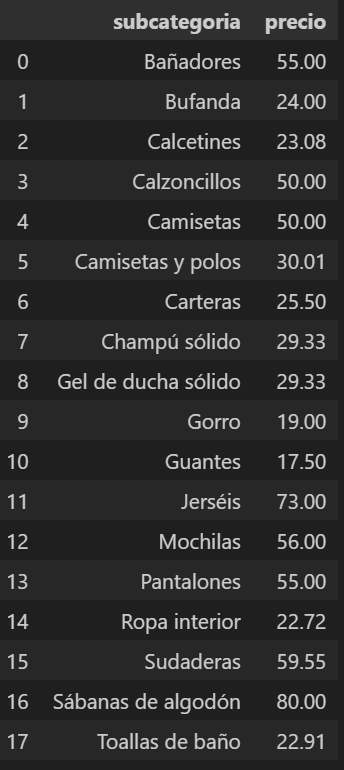 subcategoria precio
0 Bañadores 55.00
1 Bufanda 24.00
2 Calcetines 23.08
3 Calzoncillos 50.00
4 Camisetas 50.00
5 Camisetas y polos 30.01
6 Carteras 25.50
7 Champú sólido 29.33
8 Gel de ducha sólido 29.33
9 Gorro 19.00
10 Guantes 17.50
11 Jerséis 73.00
12 Mochilas 56.00
13 Pantalones 55.00
14 Ropa interior 22.72
15 Sudaderas 59.55
16 Sábanas de algodón 80.00
17 Toallas de baño 22.91